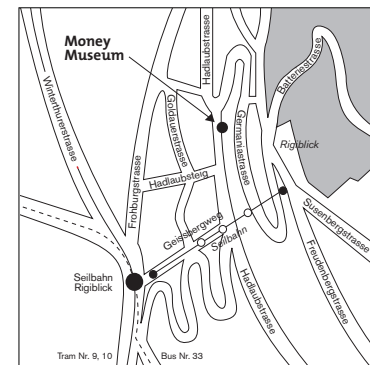 Money
Museum
Hadlaubstrasse
Battenestrasse
Winterthurerstrasse
Goldauerstrasse
Germaniastrasse
Rigiblick
Frohburgstrasse
Hadlaubsteig
Susenbergstrasse
Geissbergweg
Seilbahn
Freudenbergstrasse
Seilbahn
Rigiblick
Hadlaubstrasse
Tram Nr. 9, 10
Bus Nr. 33